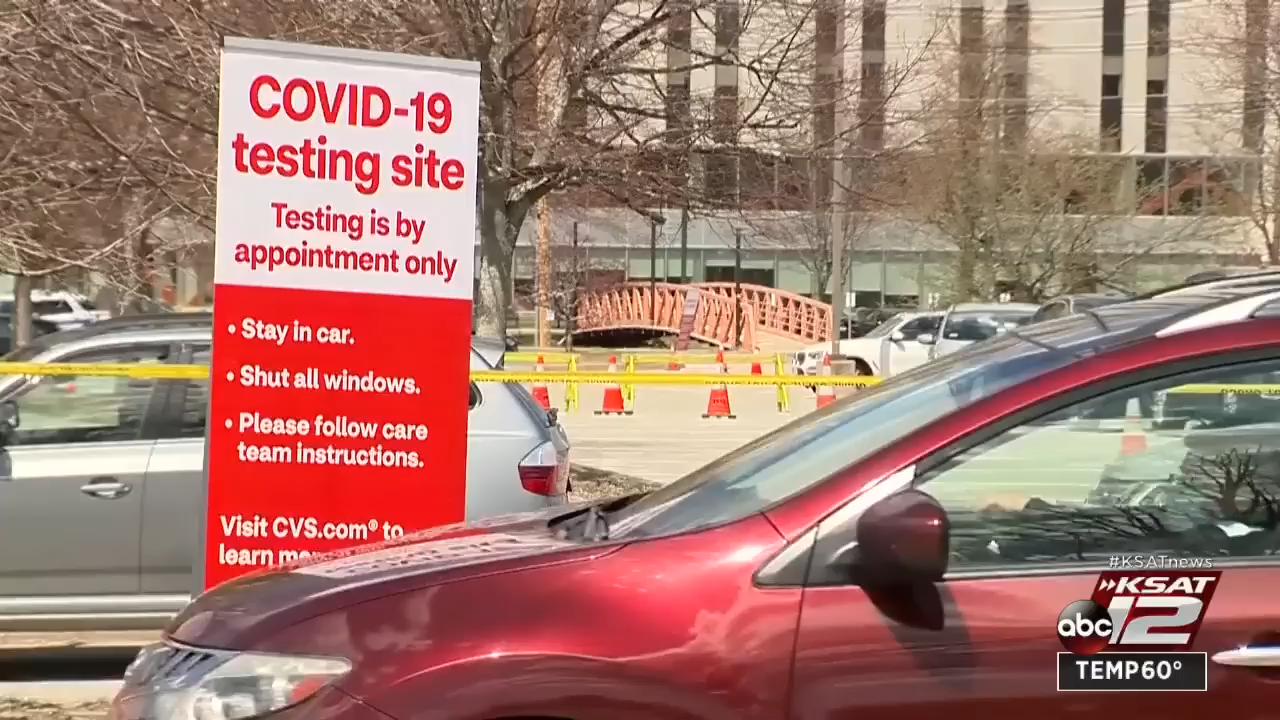 COVID-19
testing site
Testing is by
appointment only
• Stay in car.
• Shut all windows.
• Please follow care
team instructions.
Visit CVS.com® to
learn
#KSATnews
KSAT
abc 12
TEMP60°